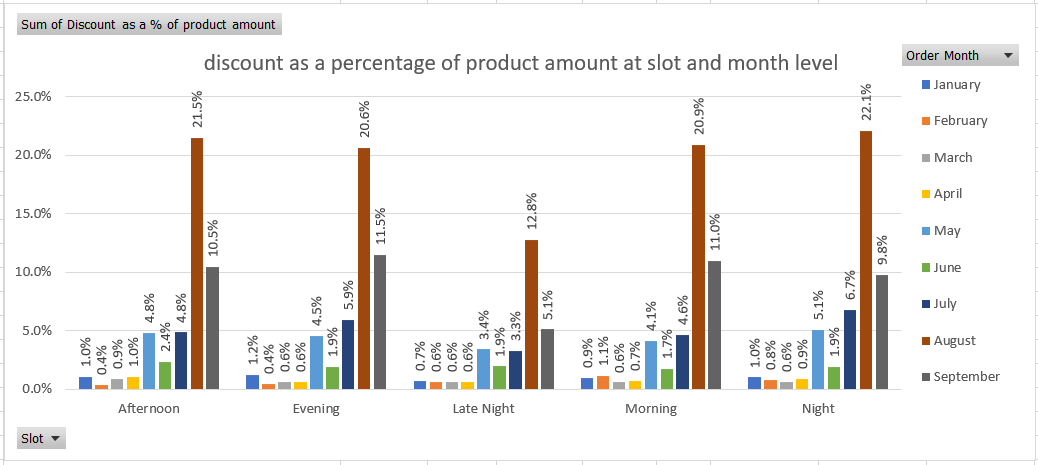 Sum of Discount as a % of product amount
discount as a percentage of product amount at slot and month level
Order Month
January
February
March
April
May
June
July
August
September
25.0%
20.0%
15.0%
10.0%
5.0%
0.0%
1.0%
0.4%
0.9%
1.0%
4.8%
2.4%
4.8%
21.5%
10.5%
1.2%
0.4%
0.6%
0.6%
4.5%
1.9%
5.9%
20.6%
11.5%
0.7%
0.6%
0.6%
0.6%
3.4%
1.9%
3.3%
12.8%
5.1%
0.9%
1.1%
0.6%
0.7%
4.1%
1.7%
4.6%
20.9%
11.0%
1.0%
0.8%
0.6%
0.9%
5.1%
1.9%
6.7%
22.1%
9.8%
Afternoon
Evening
Late Night
Morning
Night
Slot